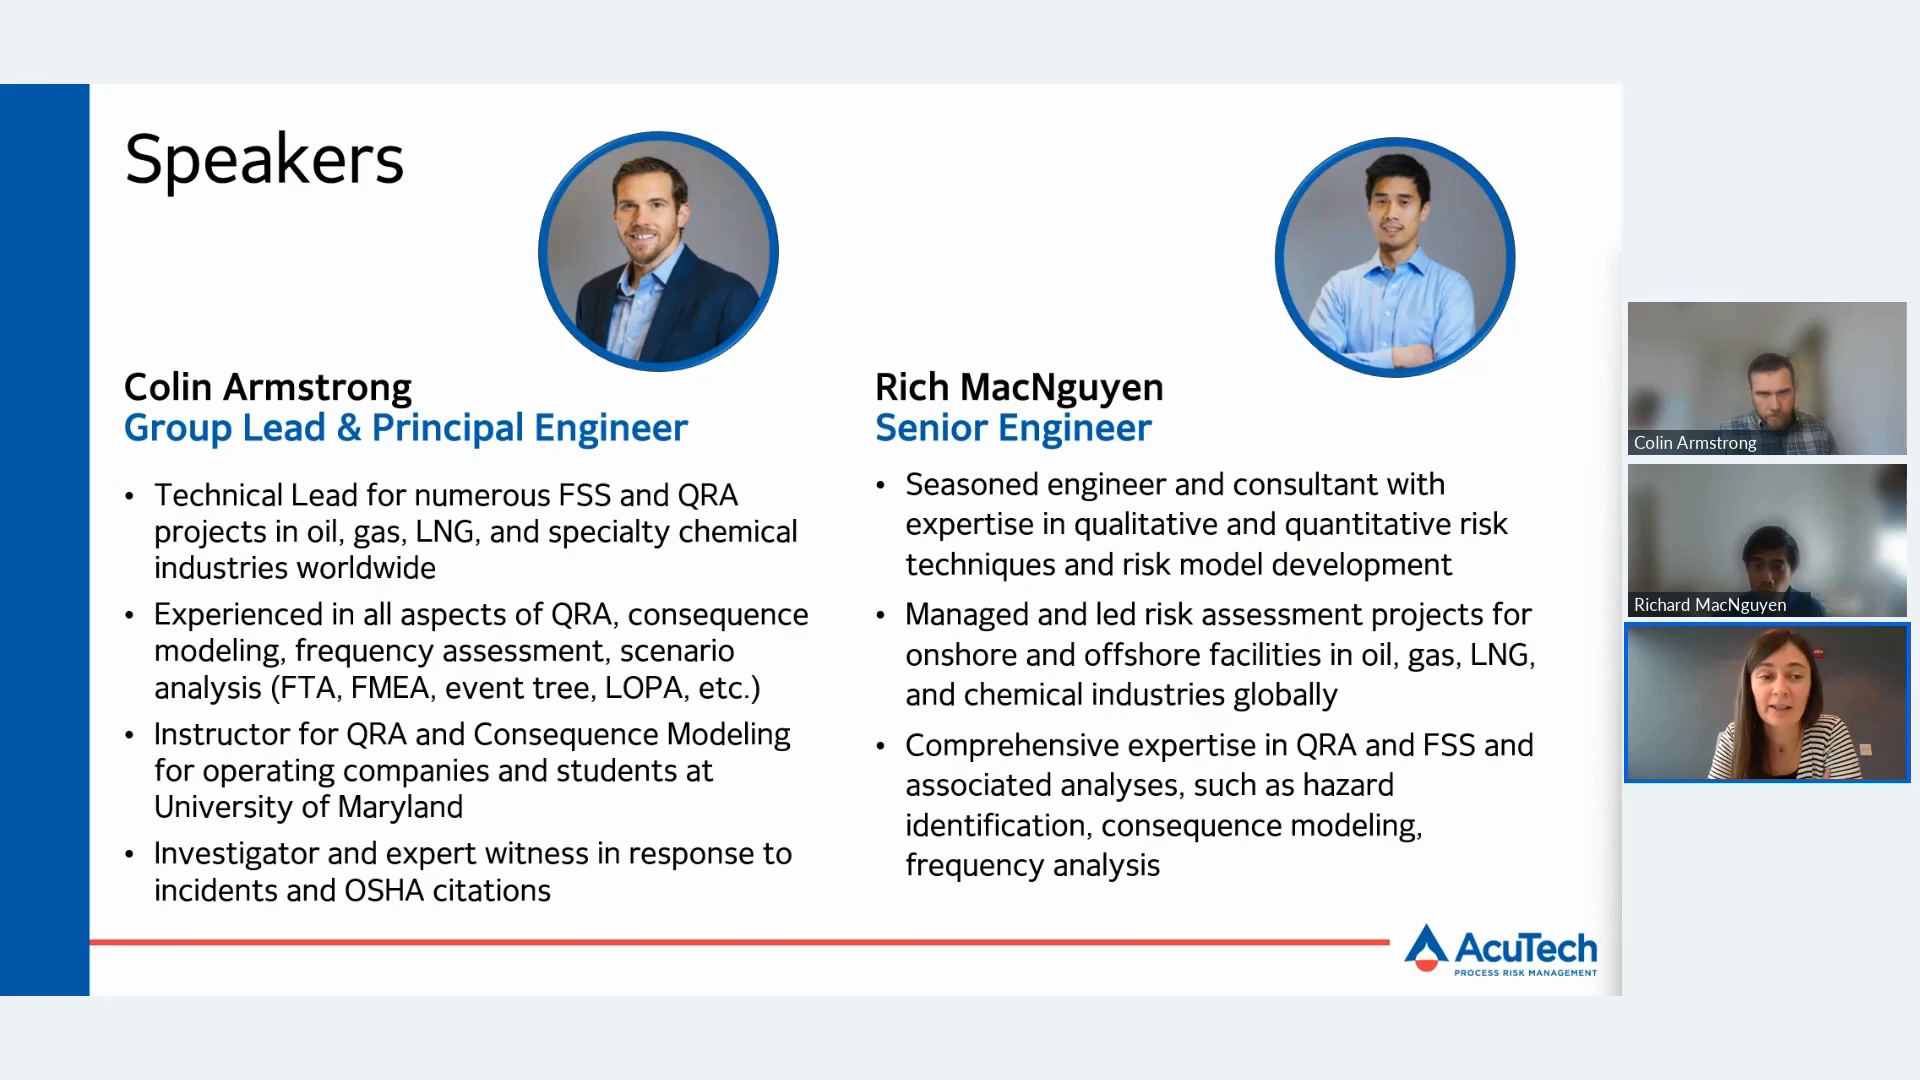 Speakers
Colin Armstrong
Group Lead & Principal Engineer
• Technical Lead for numerous FSS and QRA
projects in oil, gas, LNG, and specialty chemical
industries worldwide
• Experienced in all aspects of QRA, consequence
modeling, frequency assessment, scenario
analysis (FTA, FMEA, event tree, LOPA, etc.)
• Instructor for QRA and Consequence Modeling
for operating companies and students at
University of Maryland
• Investigator and expert witness in response to
incidents and OSHA citations
Rich MacNguyen
Senior Engineer
• Seasoned engineer and consultant with
expertise in qualitative and quantitative risk
techniques and risk model development
• Managed and led risk assessment projects for
onshore and offshore facilities in oil, gas, LNG,
and chemical industries globally
• Comprehensive expertise in QRA and FSS and
associated analyses, such as hazard
identification, consequence modeling,
frequency analysis
AcuTech
PROCESS RISK MANAGEMENT
Colin Armstrong
Richard MacNguyen